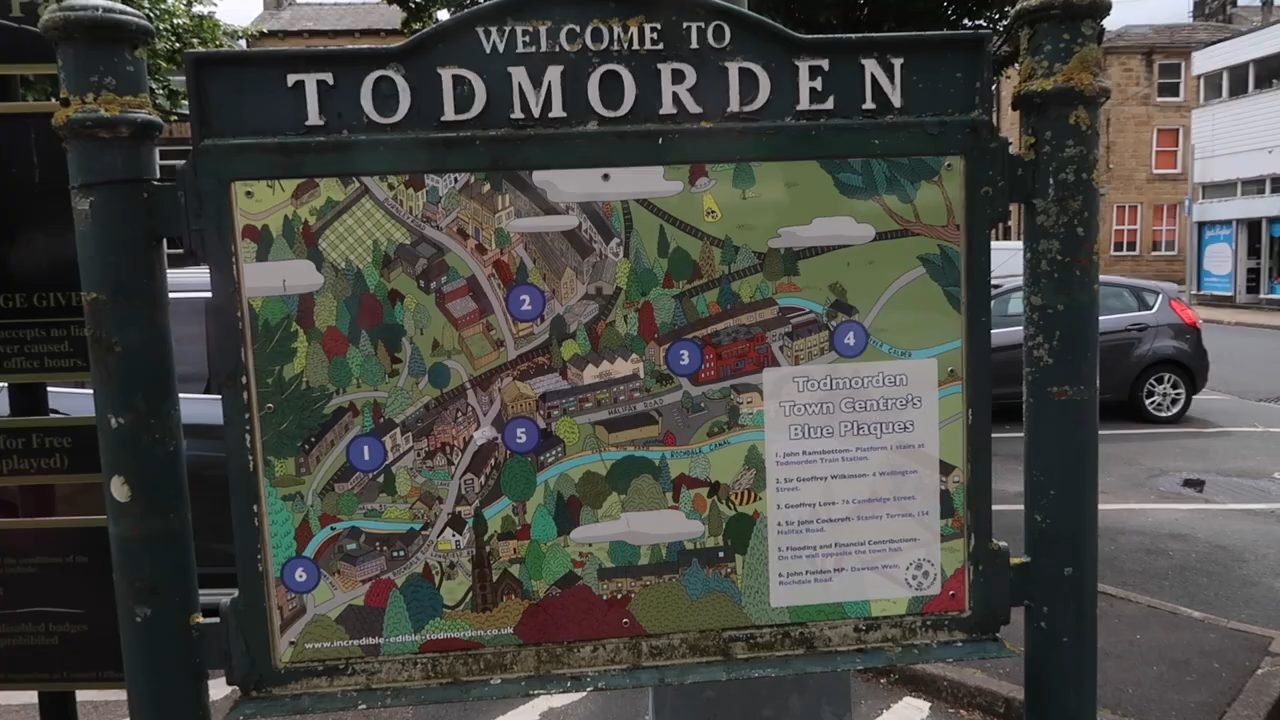 WELCOME TO
TODMORDEN
GE GIVE
accepts no
ver caused.
office hours.
for Free
played)
disabled badges
prohibited
BURNLEY ROAD
2
3
4
RIVER CALDER
HALIFAX ROAD
5
1
ROCHDALE CANAL
6
www.incredible-edible-todmorden.co.uk
Todmorden
Town Centre's
Blue Plaques
1. John Ramsbottom- Platform 1 stairs at
Todmorden Train Station.
2. Sir Geoffrey Wilkinson- 4 Wellington
Street.
3. Geoffrey Love- 76 Cambridge Street.
4. Sir John Cockcroft- Stanley Terrace, 154
Halifax Road.
5. Flooding and Financial Contributions-
On the wall opposite the town hall.
6. John Fielden MP- Dawson Weir,
Rochdale Road.